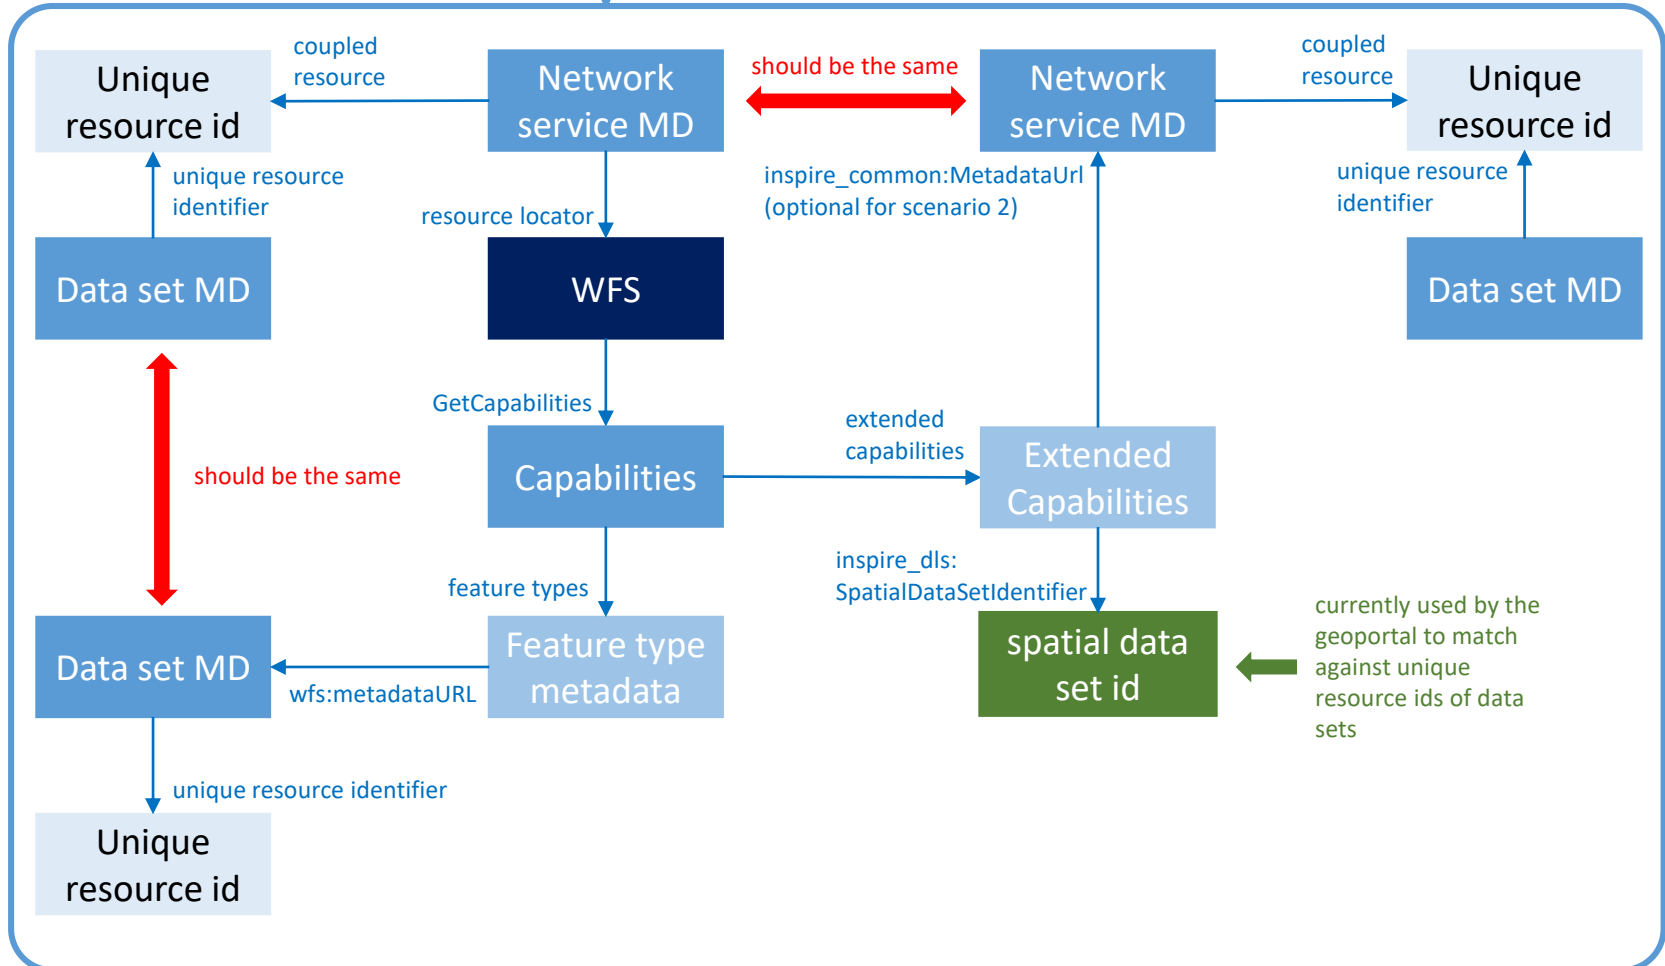 Unique
resource id
coupled
resource
Network
service MD
should be the same
Network
service MD
coupled
resource
Unique
resource id
unique resource
identifier
resource locator
inspire_common:MetadataUrl
(optional for scenario 2)
unique resource
identifier
Data set MD
WFS
Data set MD
GetCapabilities
should be the same
Capabilities
extended
capabilities
Extended
Capabilities
feature types
inspire_dls:
SpatialDataSetIdentifier
Data set MD
wfs:metadataURL
Feature type
metadata
spatial data
set id
currently used by the
geoportal to match
against unique
resource ids of data
sets
unique resource identifier
Unique
resource id